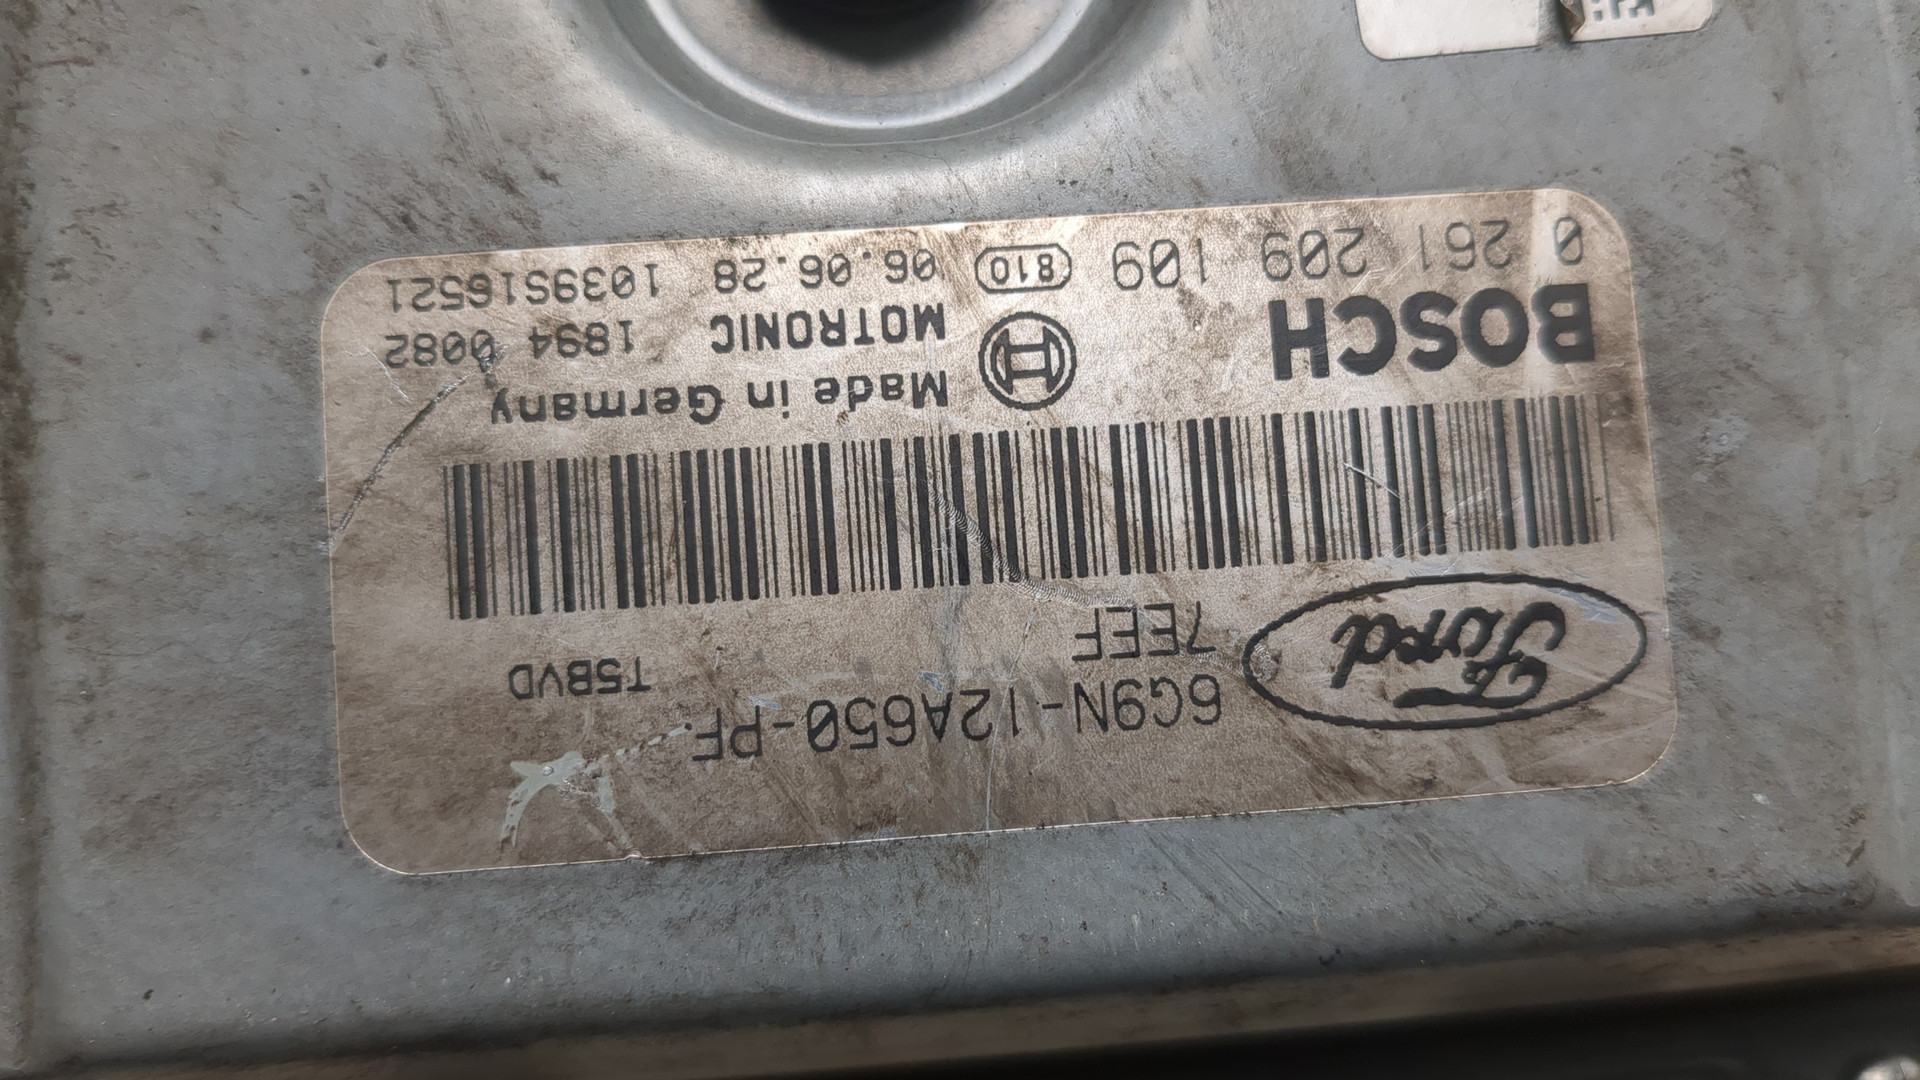 Ford 6G9N-12A650-PF
7EEF T5BVD
BOSCH Made in Germany
MOTRONIC 1894 0082
0 261 209 109 810 06.06.28 1039S16521